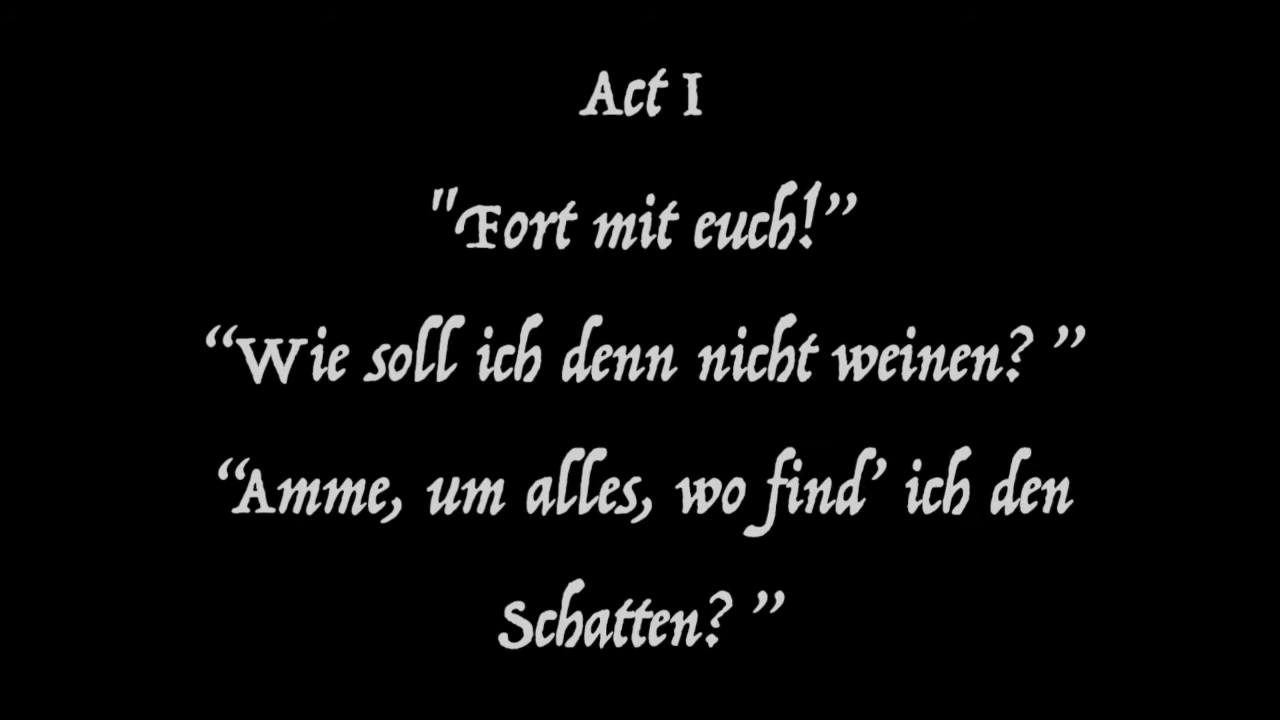 Act I
"Fort mit euch!”
“Wie soll ich denn nicht weinen? ”
“Amme, um alles, wo find’ ich den
Schatten? ”